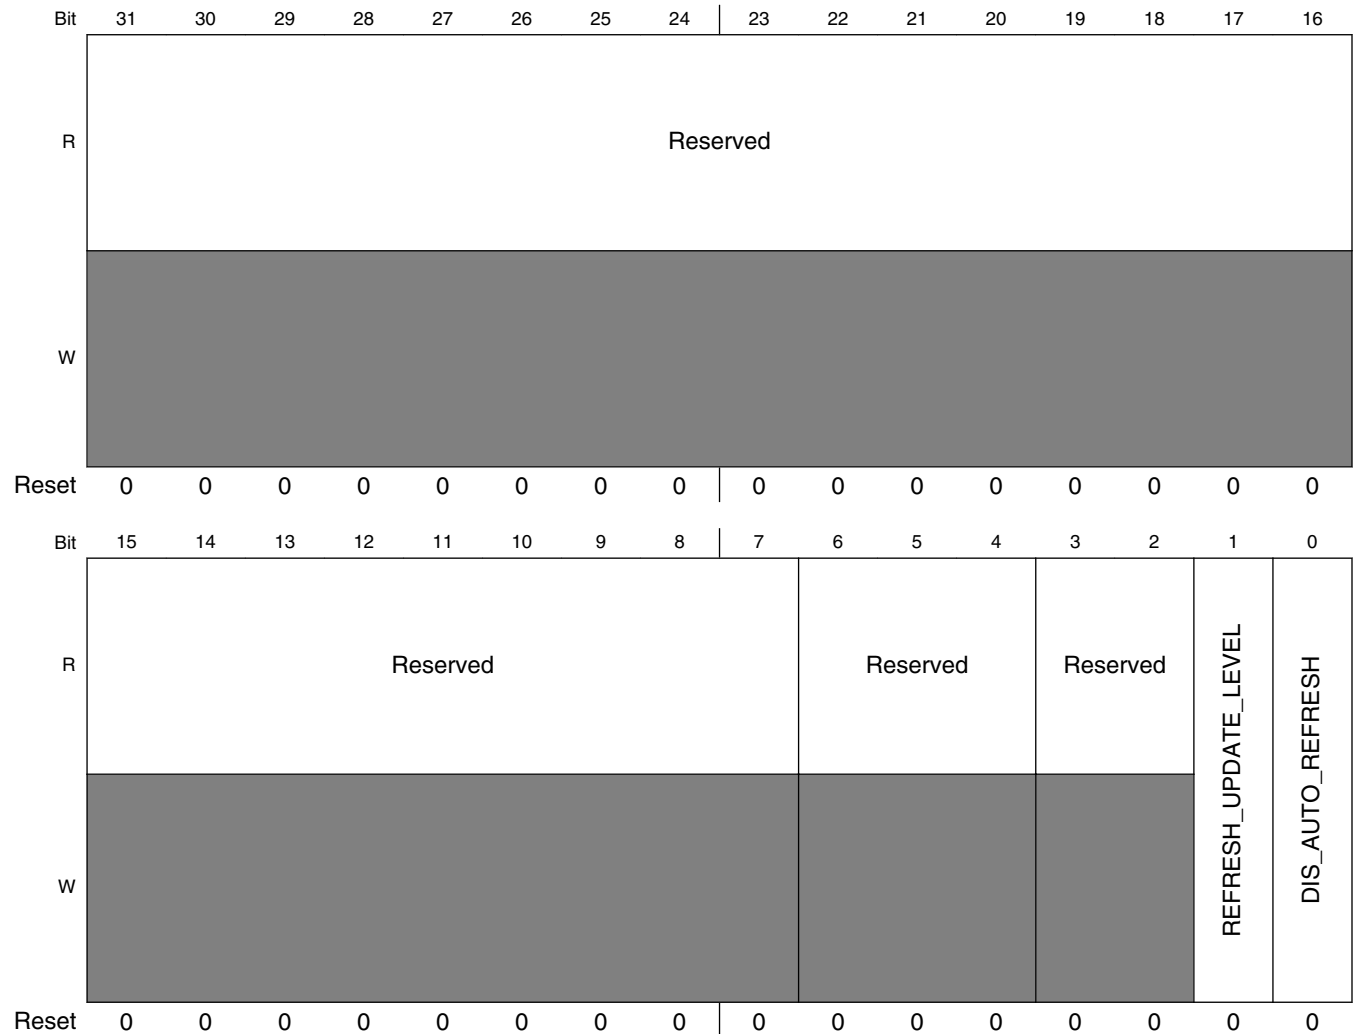 Bit 31 30 29 28 27 26 25 24 23 22 21 20 19 18 17 16
R Reserved
W
Reset 0 0 0 0 0 0 0 0 0 0 0 0 0 0 0 0
Bit 15 14 13 12 11 10 9 8 7 6 5 4 3 2 1 0
R Reserved Reserved Reserved REFRESH_UPDATE_LEVEL DIS_AUTO_REFRESH
W
Reset 0 0 0 0 0 0 0 0 0 0 0 0 0 0 0 0